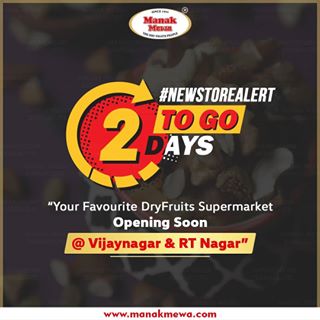 SINCE 1994
Manak
Mewa
#NEWSTOREALERT
2 TO GO
DAYS
"Your Favourite DryFruits Supermarket
Opening Soon
@ Vijaynagar & RT Nagar"
www.manakmewa.com